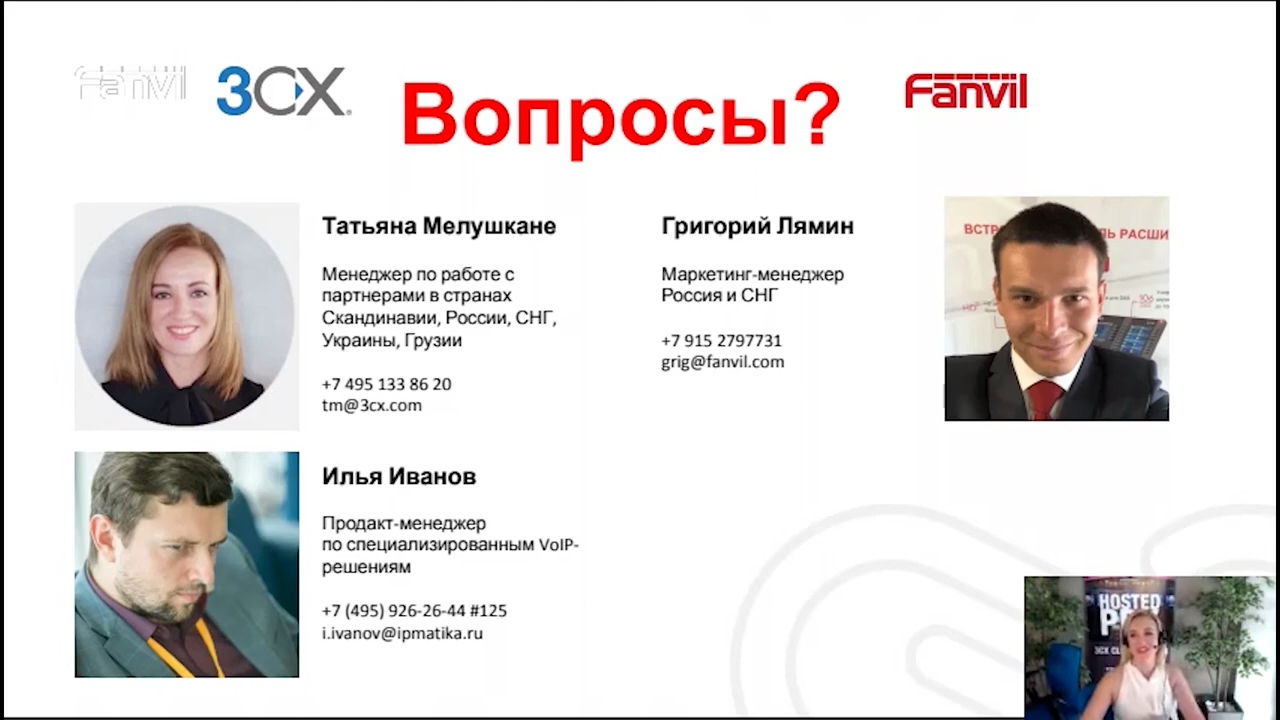 Fanvil
3CX®
Вопросы?
Fanvil
Татьяна Мелушкане
Менеджер по работе с
партнерами в странах
Скандинавии, России, СНГ,
Украины, Грузии
+7 495 133 86 20
tm@3cx.com
Григорий Лямин
Маркетинг-менеджер
Россия и СНГ
+7 915 2797731
grig@fanvil.com
Илья Иванов
Продакт-менеджер
по специализированным VoIP-
решениям
+7 (495) 926-26-44 #125
i.ivanov@ipmatika.ru
HOSTED
3CX